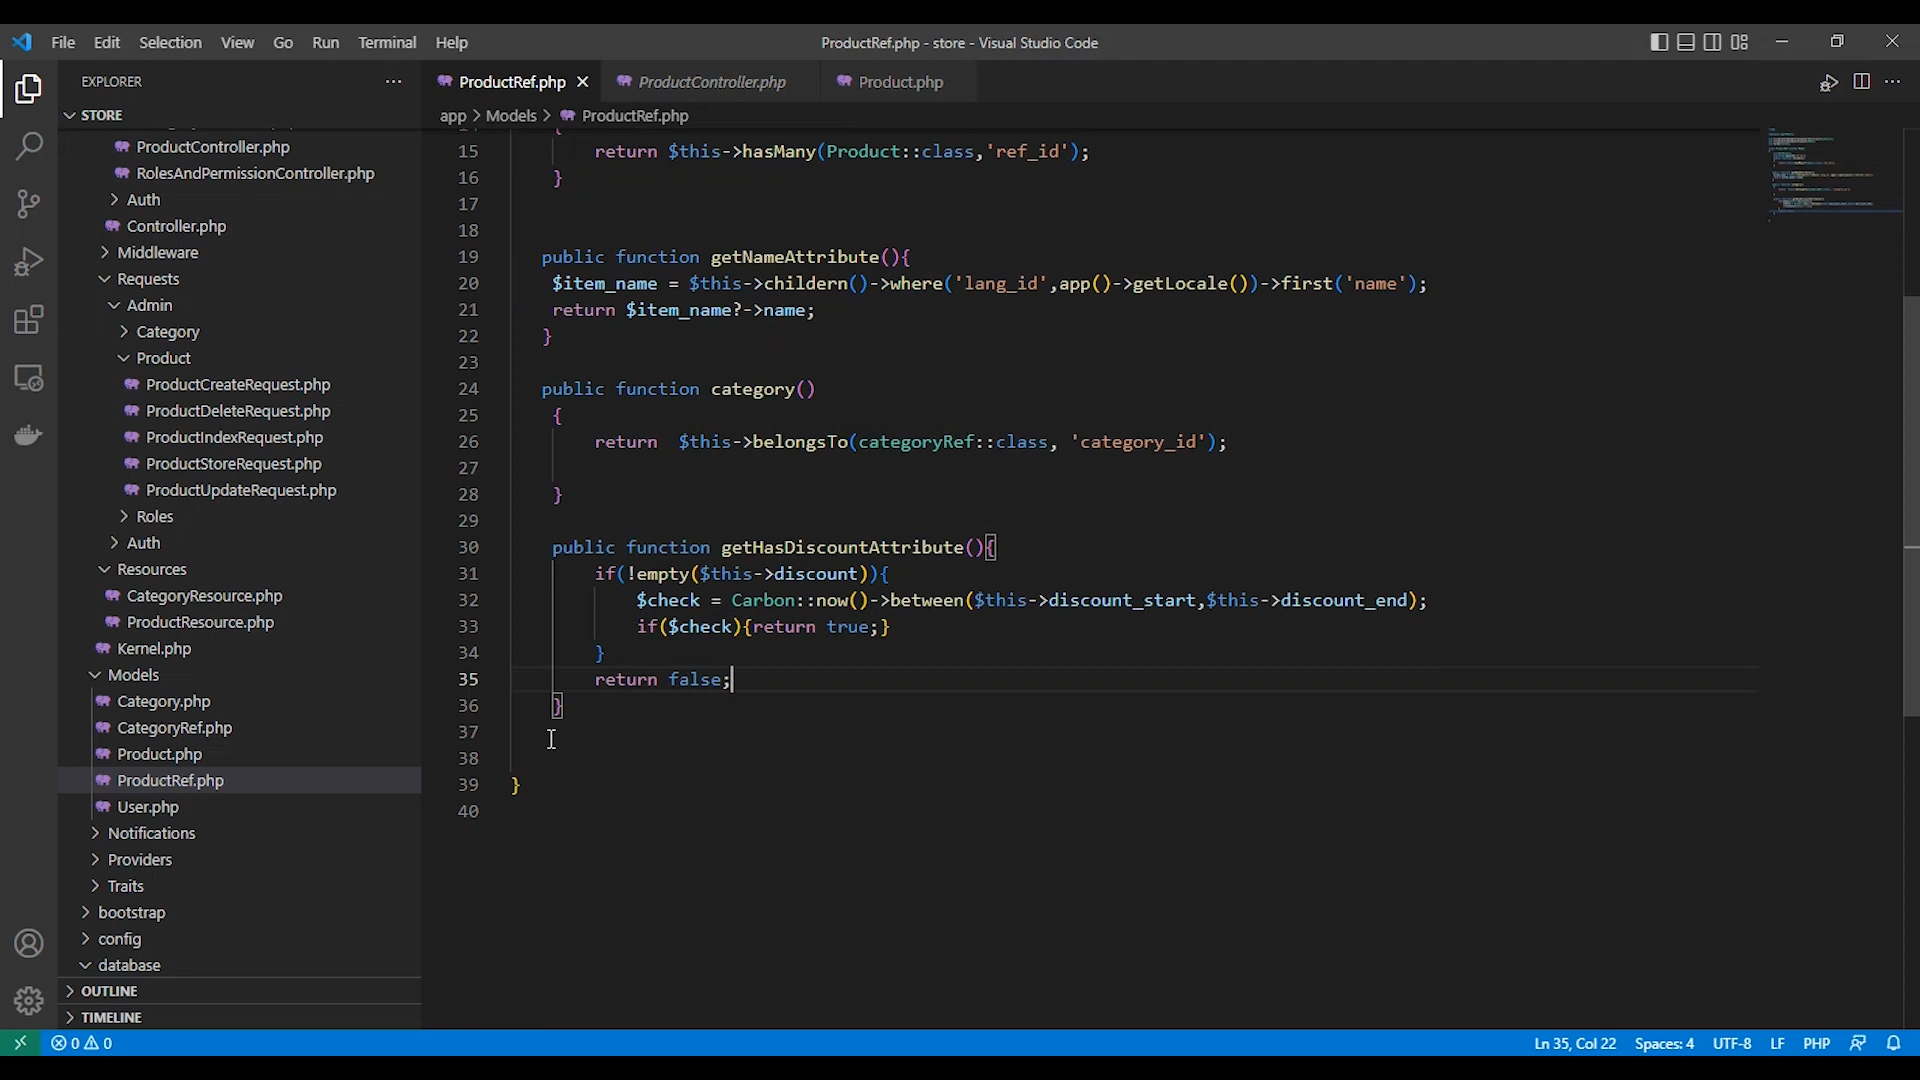 File Edit Selection View Go Run Terminal Help
ProductRef.php - store - Visual Studio Code
EXPLORER
STORE
ProductController.php
RolesAndPermissionController.php
Auth
Controller.php
Middleware
Requests
Admin
Category
Product
ProductCreateRequest.php
ProductDeleteRequest.php
ProductIndexRequest.php
ProductStoreRequest.php
ProductUpdateRequest.php
Roles
Auth
Resources
CategoryResource.php
ProductResource.php
Kernel.php
Models
Category.php
CategoryRef.php
Product.php
ProductRef.php
User.php
Notifications
Providers
Traits
bootstrap
config
database
OUTLINE
TIMELINE
ProductRef.php ProductController.php Product.php
app > Models > ProductRef.php
15 return $this->hasMany(Product::class,'ref_id');
16 }
17
18
19 public function getNameAttribute(){
20 $item_name = $this->childern()->where('lang_id',app()->getLocale())->first('name');
21 return $item_name?->name;
22 }
23
24 public function category()
25 {
26 return  $this->belongsTo(categoryRef::class, 'category_id');
27
28 }
29
30 public function getHasDiscountAttribute(){
31 if(!empty($this->discount)){
32 $check = Carbon::now()->between($this->discount_start,$this->discount_end);
33 if($check){return true;}
34 }
35 return false;
36 }
37
38
39 }
40
0 0
Ln 35, Col 22 Spaces: 4 UTF-8 LF PHP